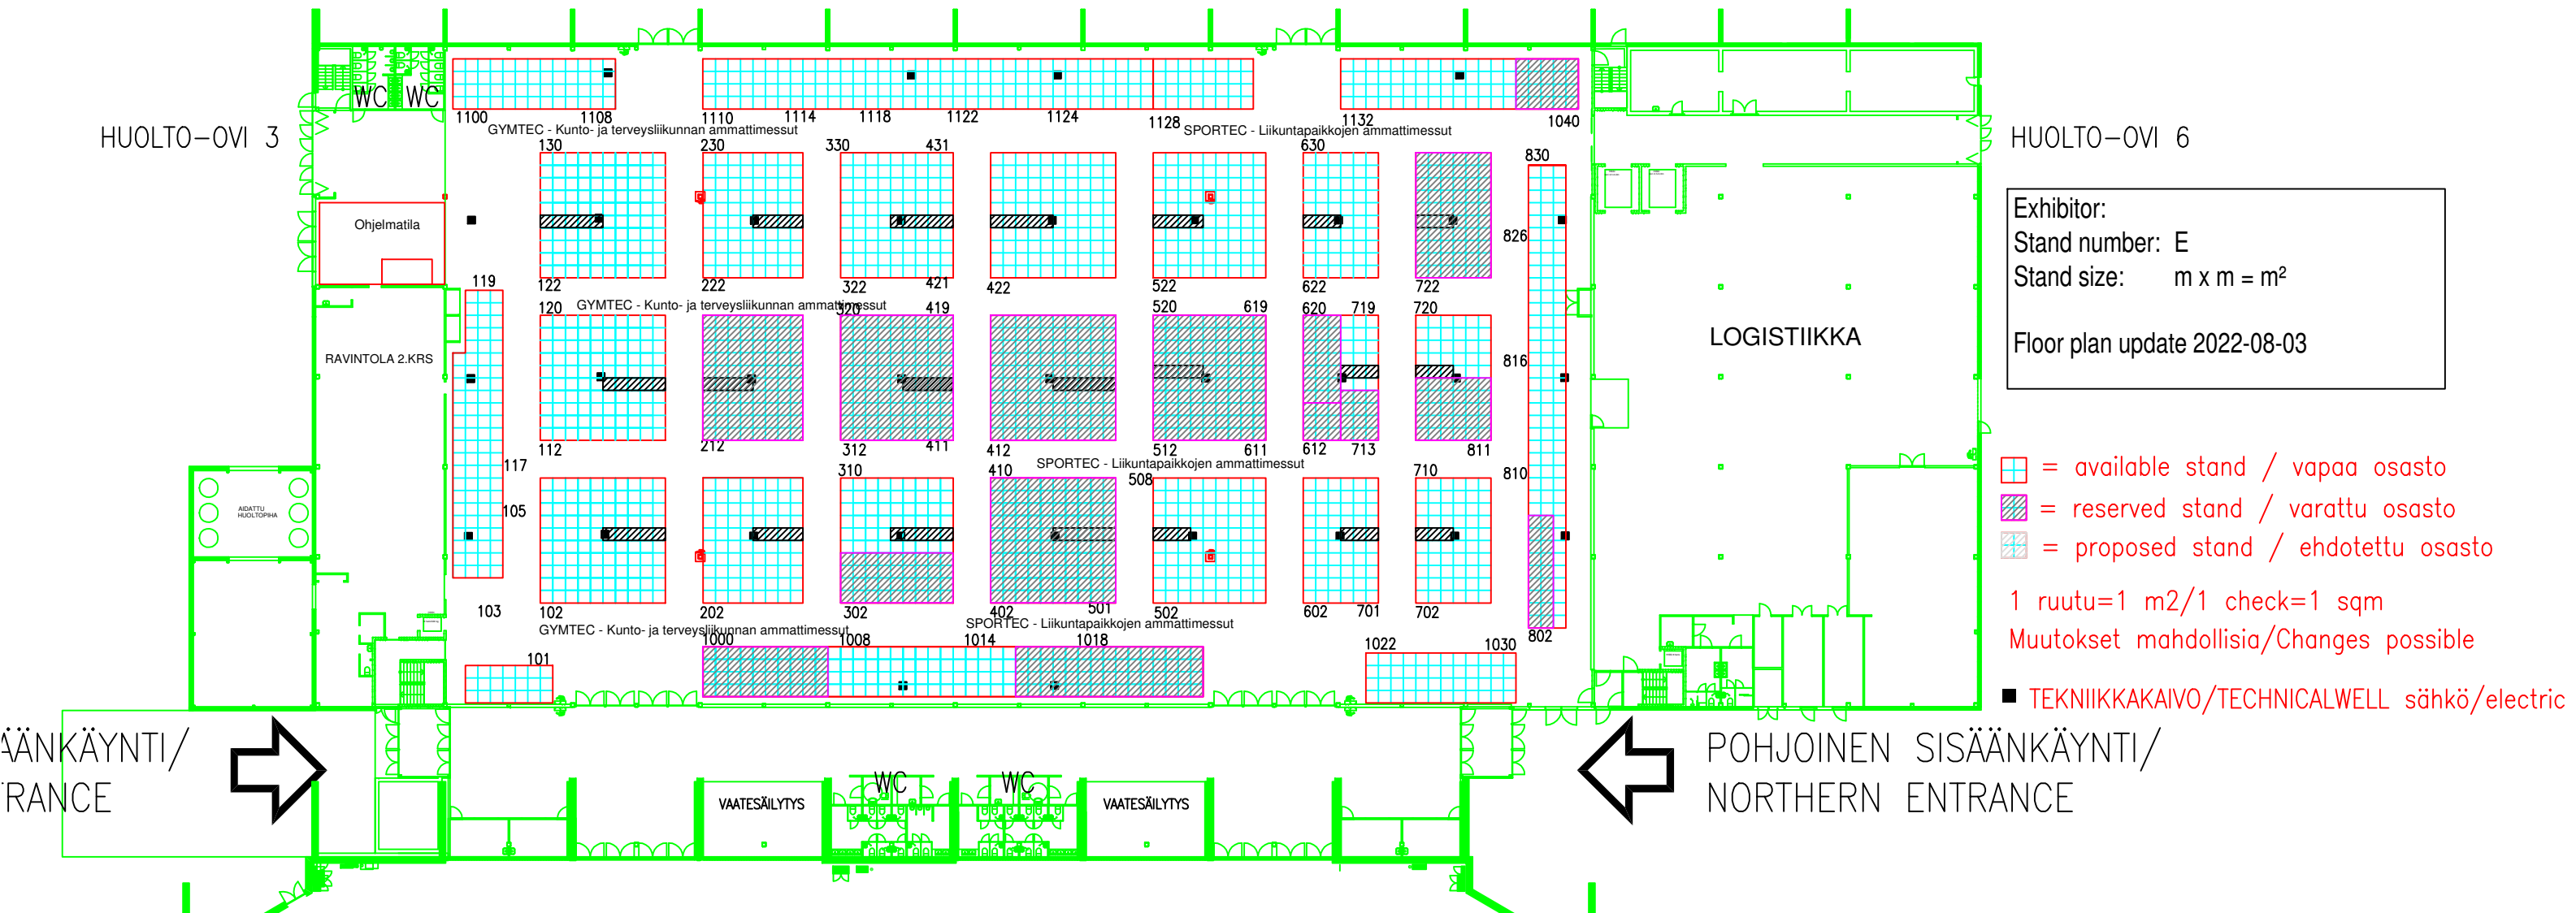 WC
WC
1100
1108
1110
1114
1118
1122
1124
1128
1132
1040
GYMTEC - Kunto- ja terveysliikunnan ammattimessut
SPORTEC - Liikuntapaikkojen ammattimessut
HUOLTO-OVI 3
HUOLTO-OVI 6
130
230
330
431
630
830
Ohjelmatila
826
Exhibitor:
Stand number: E
Stand size: m x m = m²
Floor plan update 2022-08-03
119
122
222
322
421
422
522
622
722
GYMTEC - Kunto- ja terveysliikunnan ammattimessut
120
320
419
520
619
620
719
720
RAVINTOLA 2.KRS
816
LOGISTIIKKA
112
212
312
411
412
512
611
612
713
811
117
SPORTEC - Liikuntapaikkojen ammattimessut
310
410
508
710
810
105
AIDATTU
HUOLTOPIHA
= available stand / vapaa osasto
= reserved stand / varattu osasto
= proposed stand / ehdotettu osasto
1 ruutu=1 m2/1 check=1 sqm
Muutokset mahdollisia/Changes possible
TEKNIIKKAKAIVO/TECHNICALWELL sähkö/electric
103
102
202
302
402
501
502
602
701
702
802
GYMTEC - Kunto- ja terveysliikunnan ammattimessut
SPORTEC - Liikuntapaikkojen ammattimessut
101
1000
1008
1014
1018
1022
1030
ÄÄNKÄYNTI/
RANCE
POHJOINEN SISÄÄNKÄYNTI/
NORTHERN ENTRANCE
VAATESÄILYTYS
WC
WC
VAATESÄILYTYS